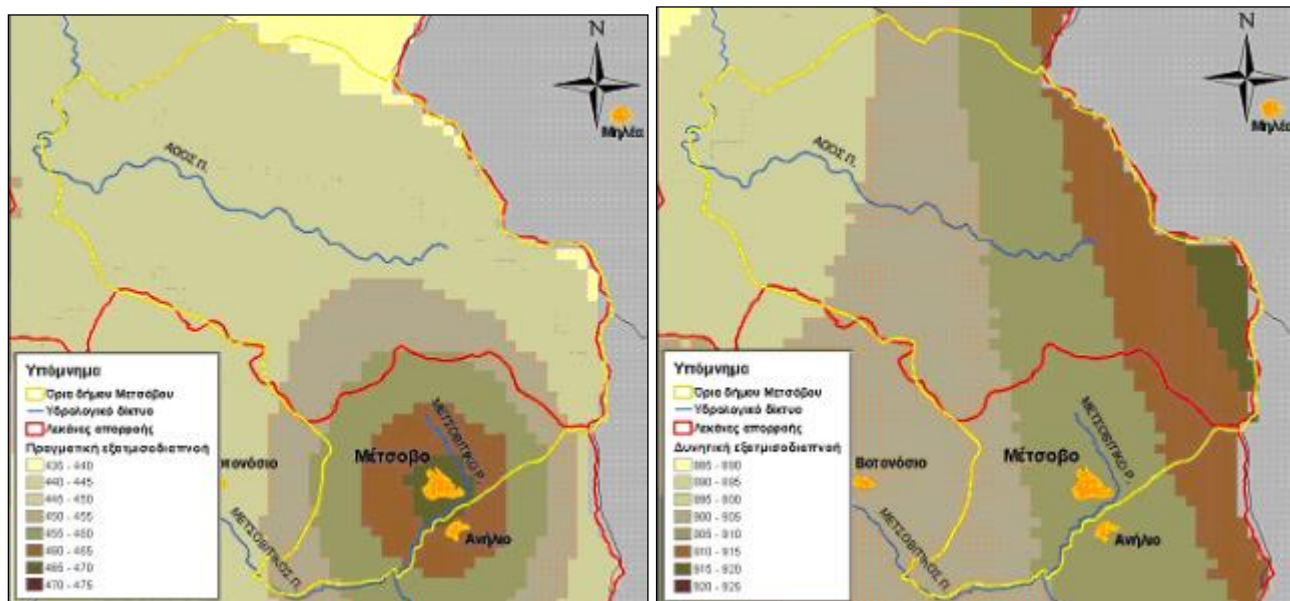 N
Μηλέα
ΑΩΟΣ Π.
Υπόμνημα
Όρια δήμου Μετσόβου
Υδρολογικό δίκτυο
Λεκάνες απορροής
Πραγματική εξατμισοδιαπνοή
435 - 440
440 - 445
445 - 450
450 - 455
455 - 460
460 - 465
465 - 470
470 - 475
Μέτσοβο
ΜΕΤΣΟΒΙΤΙΚΟ Ρ.
Ανήλιο
ΜΕΤΣΟΒΙΤΙΚΟΣ Π.
N
Μηλέα
ΑΩΟΣ Π.
Υπόμνημα
Όρια δήμου Μετσόβου
Υδρολογικό δίκτυο
Λεκάνες απορροής
Δυνητική εξατμισοδιαπνοή
885 - 890
890 - 895
895 - 900
900 - 905
905 - 910
910 - 915
915 - 920
920 - 925
Βοτονόσιο
Μέτσοβο
ΜΕΤΣΟΒΙΤΙΚΟ Ρ.
Ανήλιο
ΜΕΤΣΟΒΙΤΙΚΟΣ Π.